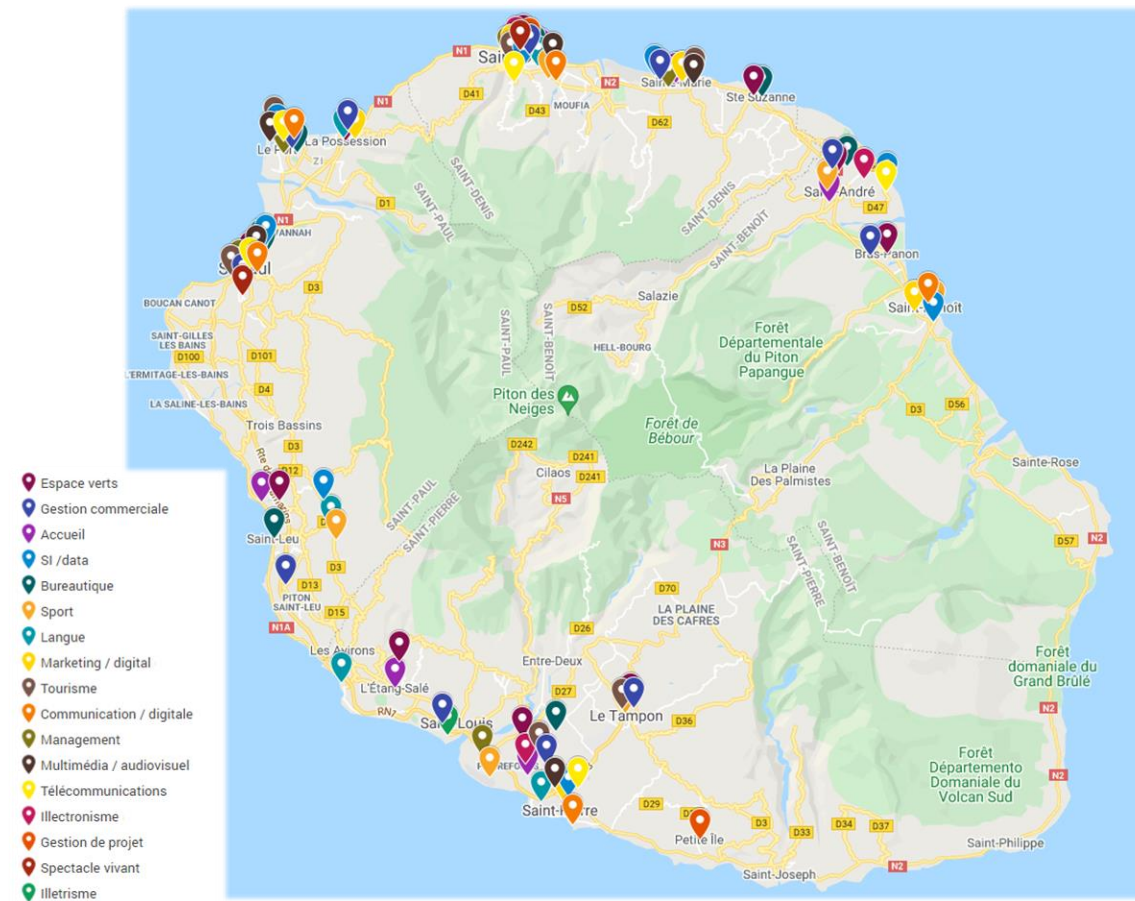 N1
N2
Ste Suzanne
D41
D43
MOUFIA
D62
La Possession
ZI
SAINT-DENIS
SAINT-PAUL
D1
N1
SAINT-DENIS
SAINT-BENOÎT
Saint-André
D47
Bras-Panon
D3
BOUCAN CANOT
Salazie
D52
SAINT-GILLES
LES BAINS
D100
D101
HELL-BOURG
SAINT-PAUL
SAINT-BENOÎT
Forêt
Départementale
du Piton
Papangue
L'ERMITAGE-LES-BAINS
D4
LA SALINE-LES-BAINS
Piton des
Neiges
Forêt de
Bébour
D3
D56
Trois Bassins
D3
D12
D242
D241
D241
Cilaos
N5
La Plaine
Des Palmistes
Sainte-Rose
SAINT-PAUL
SAINT-PIERRE
Saint-Leu
D3
D13
PITON
SAINT-LEU
D15
N1A
N3
SAINT-BENOÎT
SAINT-PIERRE
D57
N2
D70
LA PLAINE
DES CAFRES
D26
Entre-Deux
L'Étang-Salé
D27
Le Tampon
D36
Forêt
domaniale du
Grand Brûlé
N2
Forêt
Départemento
Domaniale du
Volcan Sud
N2
D29
D3
D33
D34
D37
Petite Île
Saint-Joseph
N2
Saint-Philippe
Espace verts
Gestion commerciale
Accueil
SI /data
Bureautique
Sport
Langue
Marketing / digital
Tourisme
Communication / digitale
Management
Multimédia / audiovisuel
Télécommunications
Illectronisme
Gestion de projet
Spectacle vivant
Illetrisme